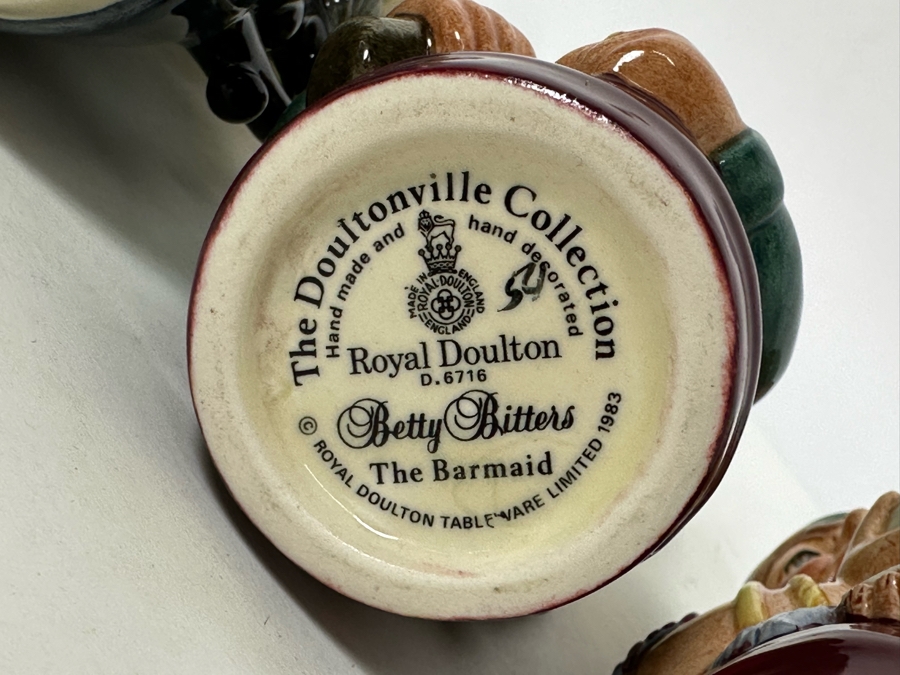 The Doultonville Collection
Hand made and hand decorated
54
MADE IN ENGLAND
ROYAL·DOULTON
ENGLAND
Royal Doulton
D.6716
Betty Bitters
The Barmaid
© ROYAL DOULTON TABLEWARE LIMITED 1983